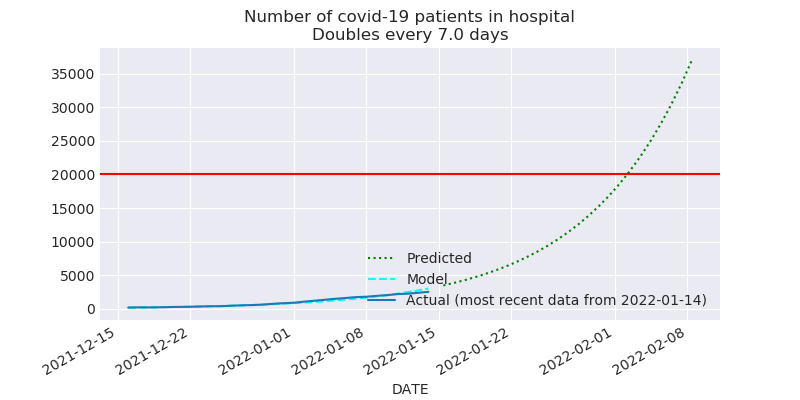 Number of covid-19 patients in hospital
Doubles every 7.0 days
35000
30000
25000
20000
15000
10000
5000
0
Predicted
Model
Actual (most recent data from 2022-01-14)
2021-12-15
2021-12-22
2022-01-01
2022-01-08
2022-01-15
2022-01-22
2022-02-01
2022-02-08
DATE